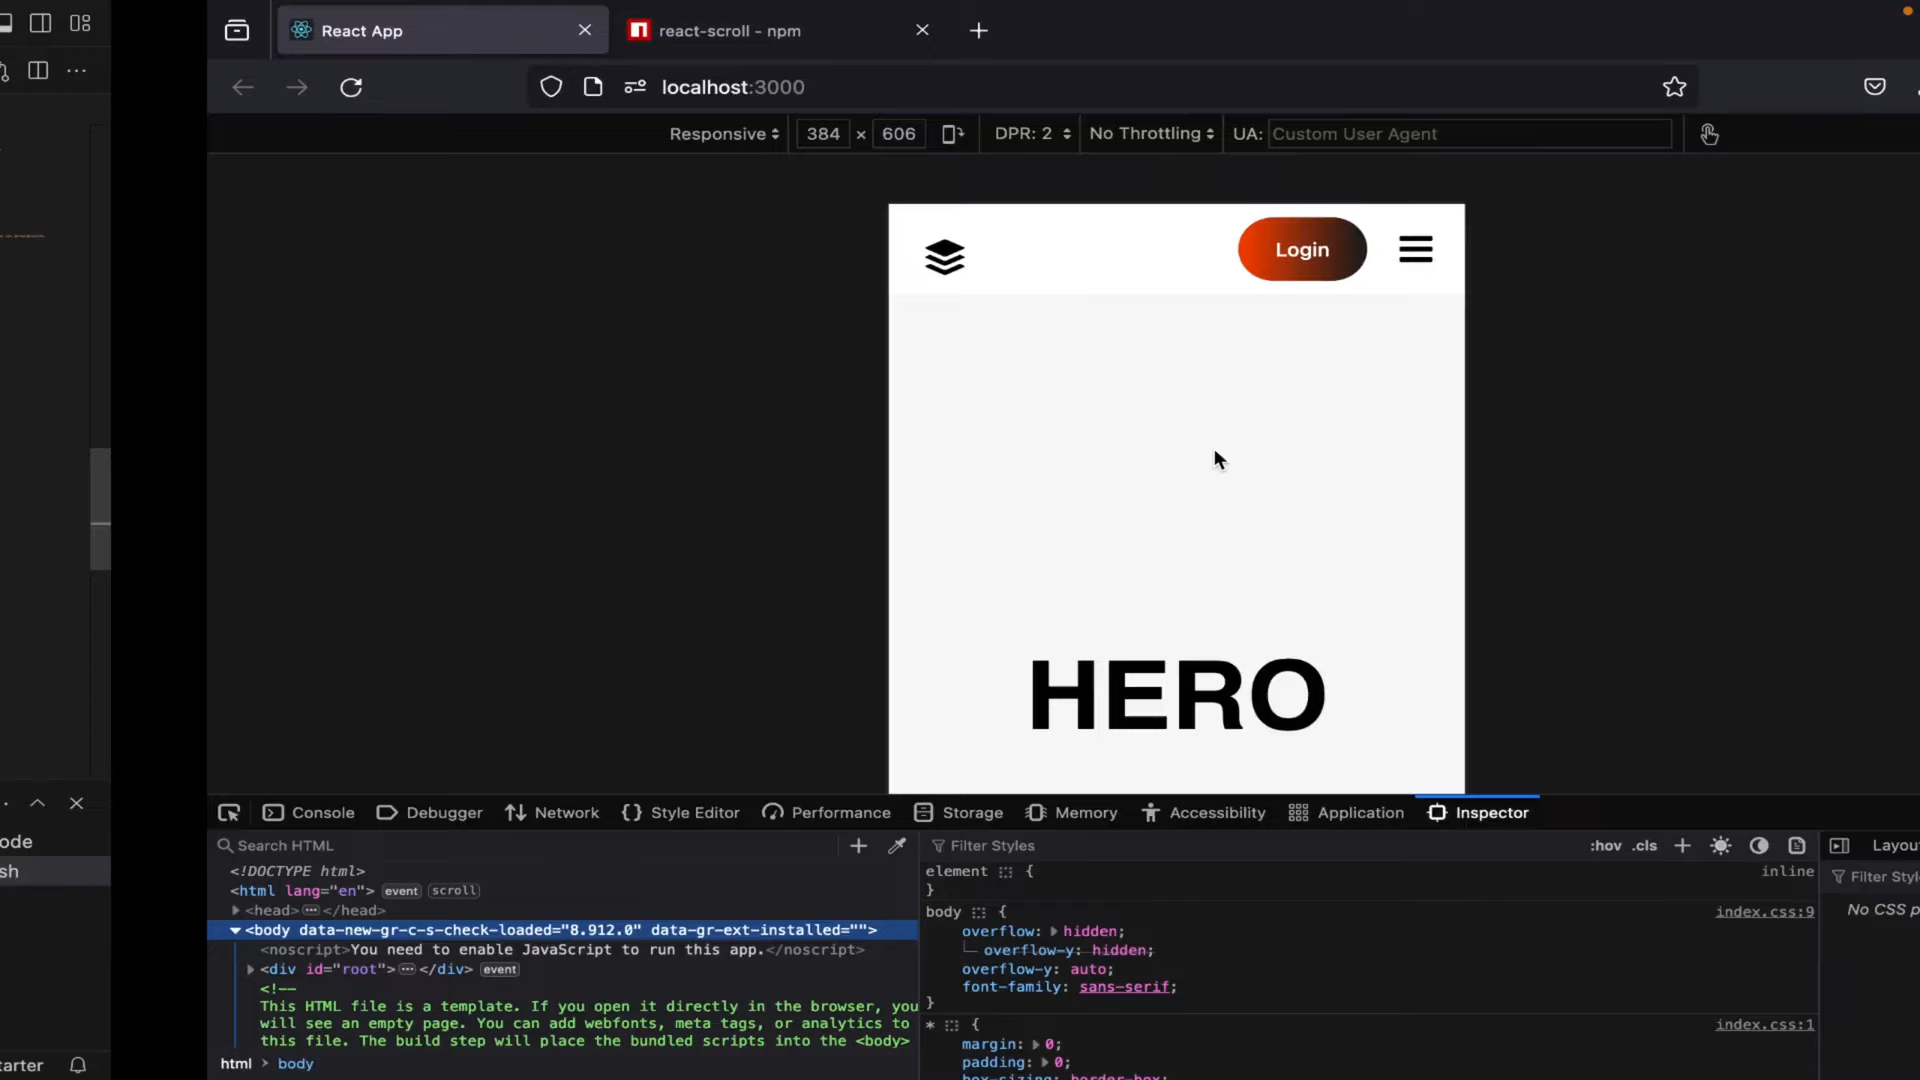 React App
react-scroll - npm
localhost:3000
Responsive 384 × 606 DPR: 2 No Throttling UA: Custom User Agent
Login
HERO
Console Debugger Network Style Editor Performance Storage Memory Accessibility Application Inspector
Search HTML
<!DOCTYPE html>
<html lang="en"> event scroll
<head> ⋯ </head>
<body data-new-gr-c-s-check-loaded="8.912.0" data-gr-ext-installed="">
<noscript>You need to enable JavaScript to run this app.</noscript>
<div id="root"> ⋯ </div> event
<!--
This HTML file is a template. If you open it directly in the browser, you
will see an empty page. You can add webfonts, meta tags, or analytics to
this file. The build step will place the bundled scripts into the <body>
html > body
Filter Styles :hov .cls
element { inline
}
body { index.css:9
overflow: hidden;
overflow-y: hidden;
overflow-y: auto;
font-family: sans-serif;
}
* { index.css:1
margin: 0;
padding: 0;
box-sizing: border-box;
Layou
Filter Styl
No CSS p
ode
sh
tarter